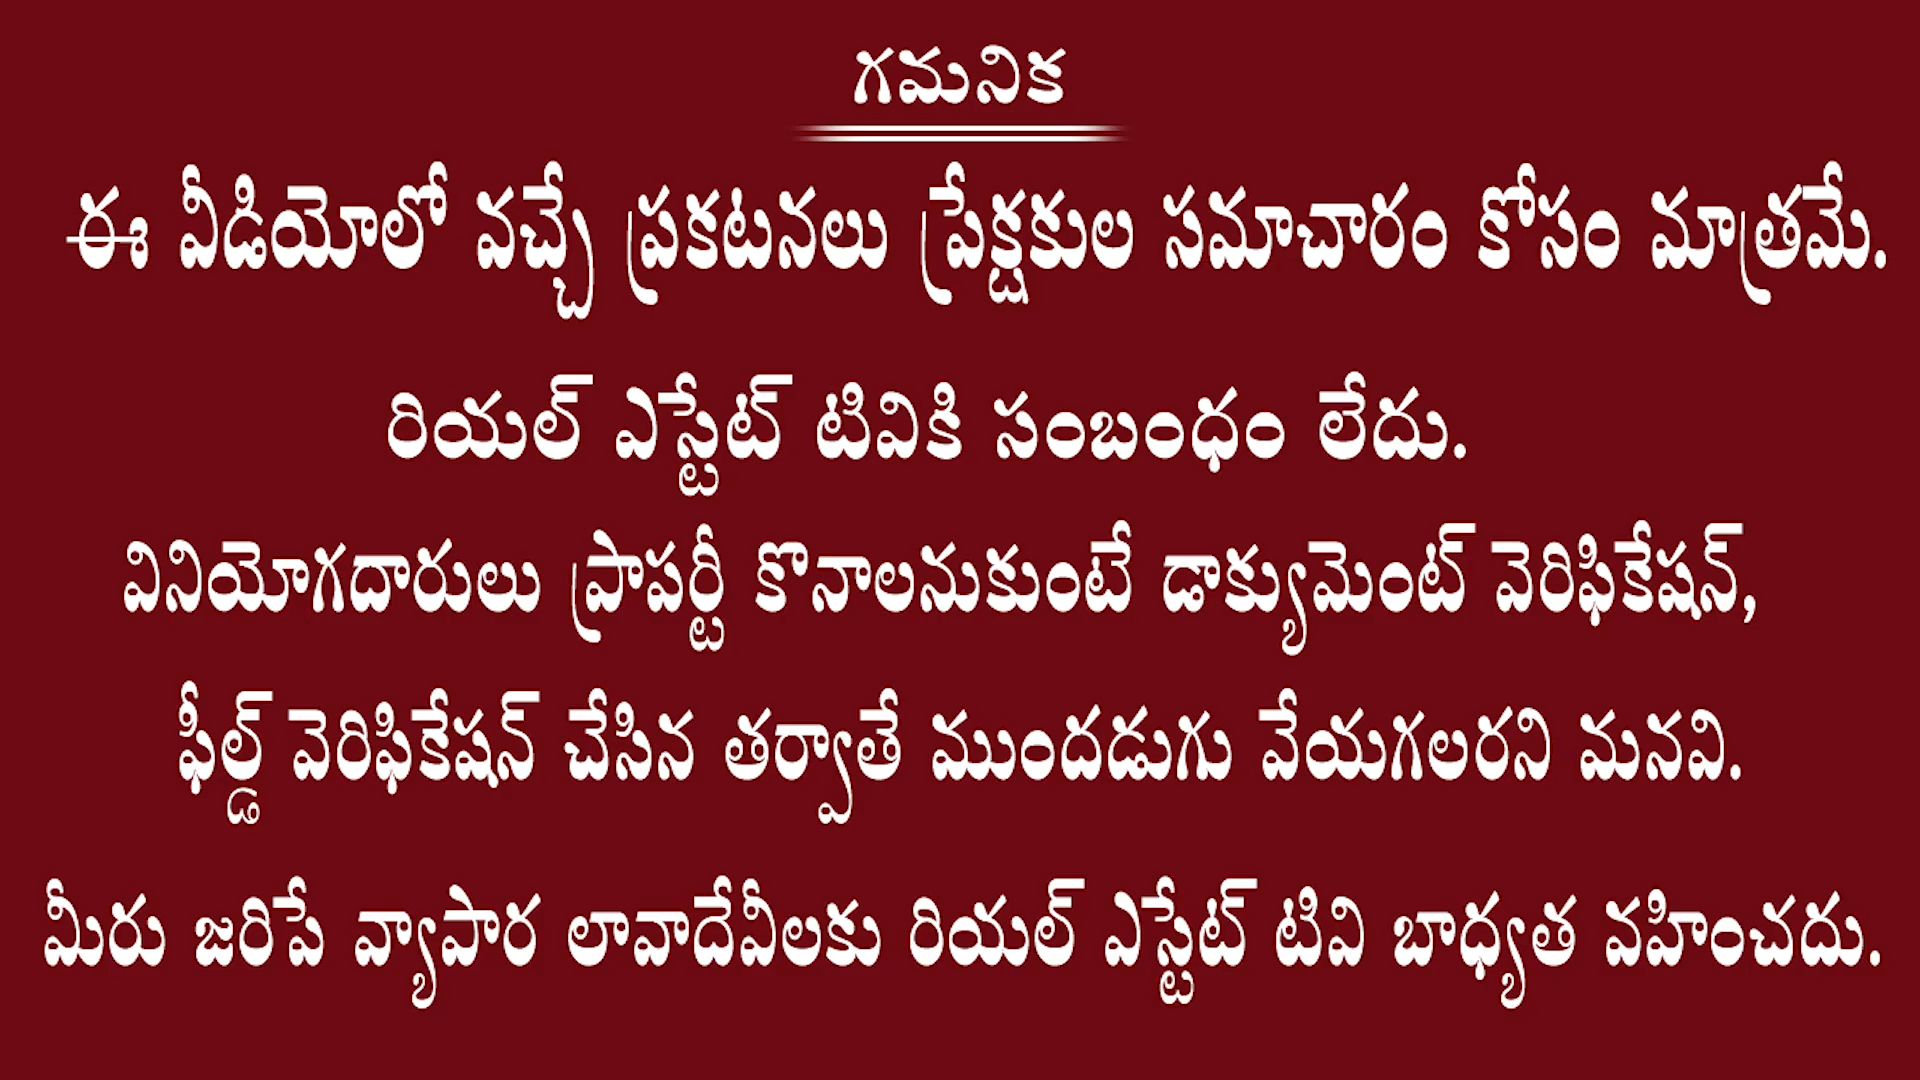 గమనిక
ఈ వీడియోలో వచ్చే ప్రకటనలు ప్రేక్షకుల సమాచారం కోసం మాత్రమే.
రియల్ ఎస్టేట్ టివికి సంబంధం లేదు.
వినియోగదారులు ప్రాపర్టీ కొనాలనుకుంటే డాక్యుమెంట్ వెరిఫికేషన్,
ఫీల్డ్ వెరిఫికేషన్ చేసిన తర్వాతే ముందడుగు వేయగలరని మనవి.
మీరు జరిపే వ్యాపార లావాదేవీలకు రియల్ ఎస్టేట్ టివి బాధ్యత వహించదు.